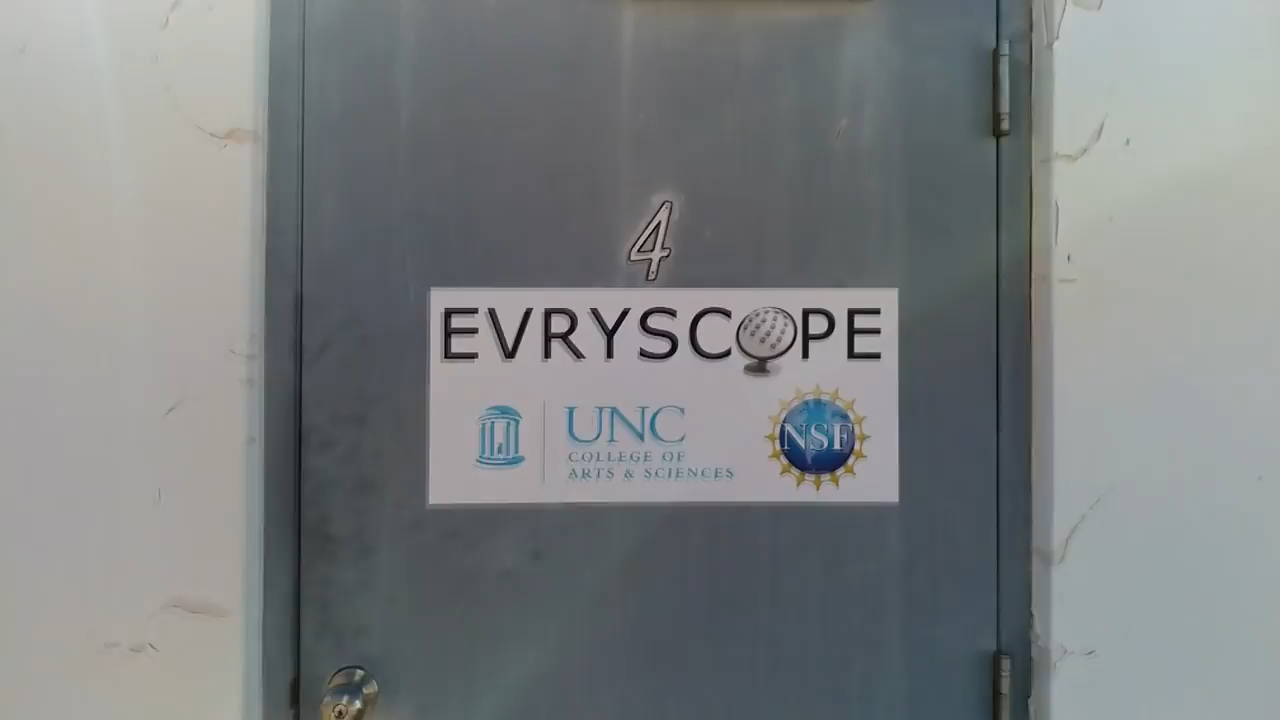 4
EVRYSCOPE
UNC
COLLEGE OF
ARTS & SCIENCES
NSF